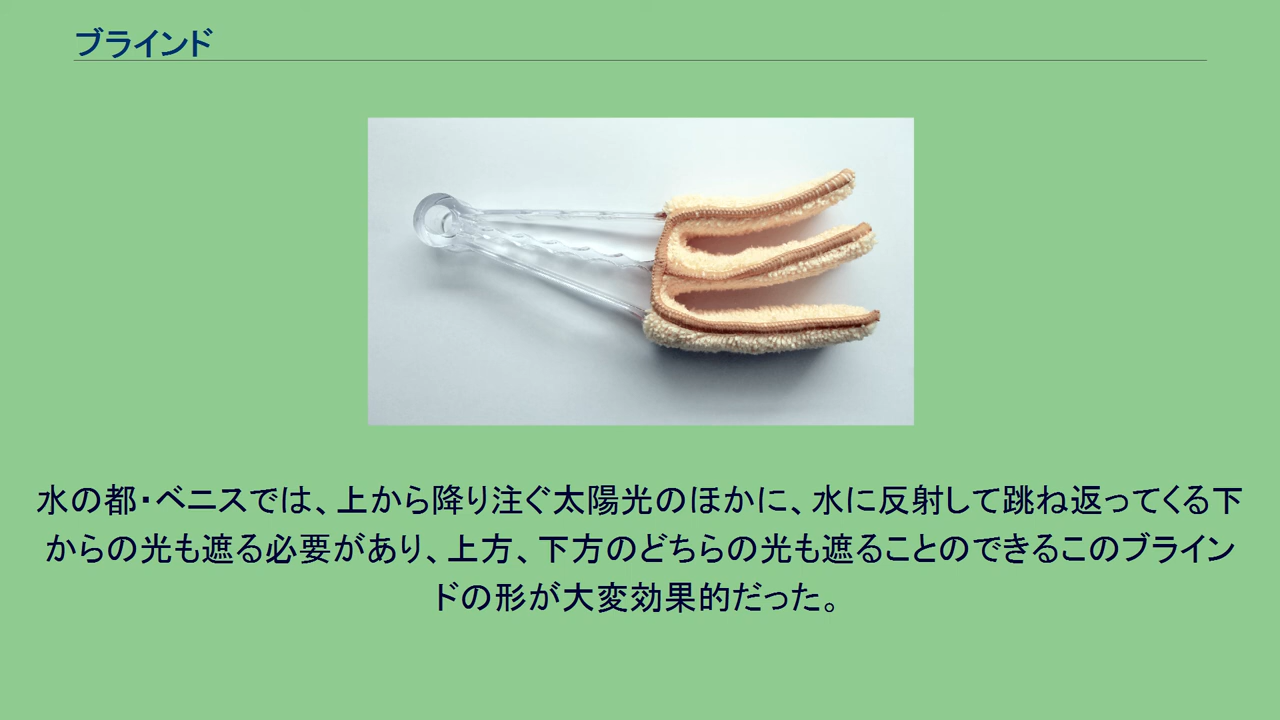 ブラインド
水の都・ベニスでは、上から降り注ぐ太陽光のほかに、水に反射して跳ね返ってくる下
からの光も遮る必要があり、上方、下方のどちらの光も遮ることのできるこのブライン
ドの形が大変効果的だった。